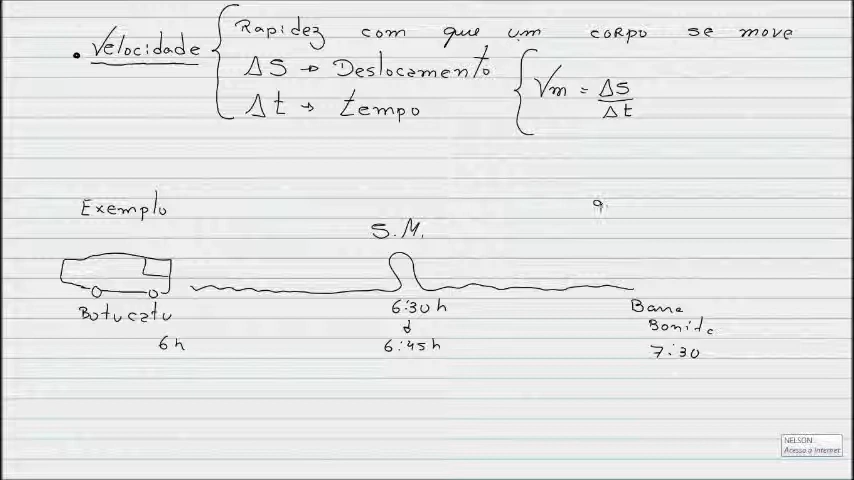 • Velocidade { Rapidez com que um corpo se move
ΔS → Deslocamento
Δt → tempo
{ Vm = ΔS
Δt
Exemplo
9.
S.M.
Botucatu
6h
6:30h
↓
6:45h
Barra
Bonita
7:30
NELSON
Acesso a Internet